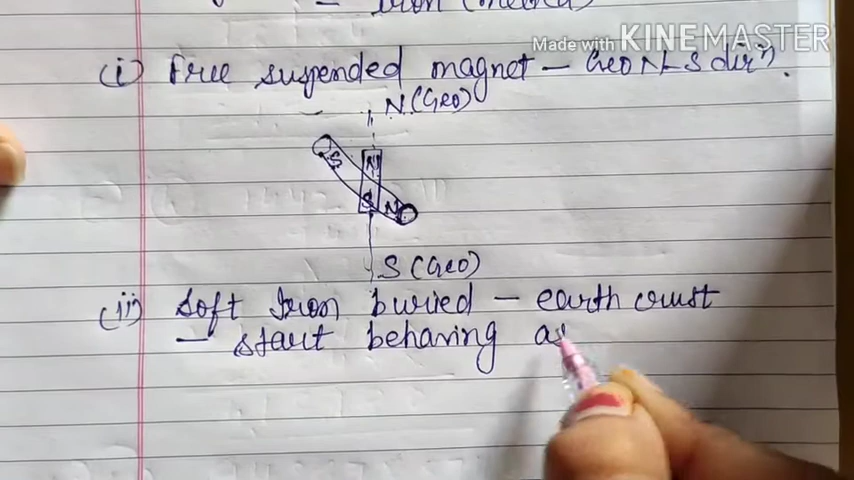 - iron
Made with KINEMASTER
(i) Free suspended magnet - Geo N-S dirⁿ.
N (Geo)
S
N
S
N
S (Geo)
(ii) Soft Iron buried - earth crust
- start behaving as